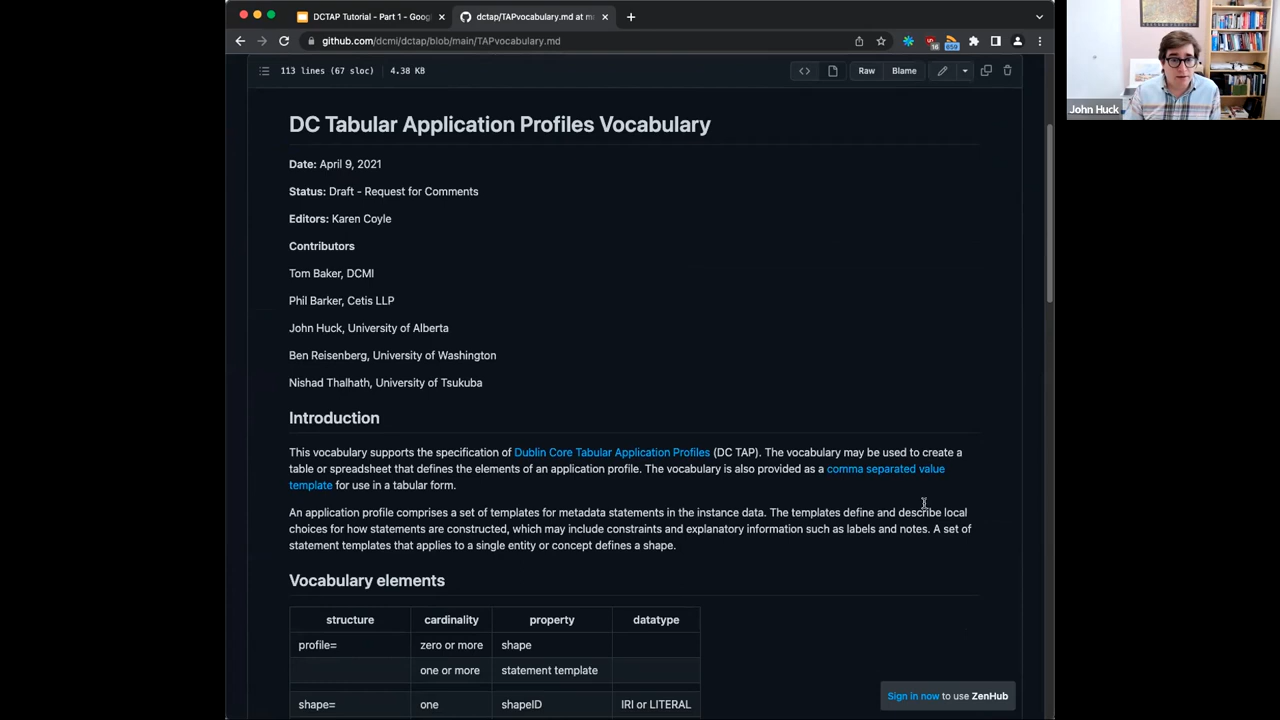 DCTAP Tutorial - Part 1 - Goog
dctap/TAPvocabulary.md at m
github.com/dcmi/dctap/blob/main/TAPvocabulary.md
16
659
113 lines (67 sloc)
4.38 KB
Raw
Blame
John Huck
DC Tabular Application Profiles Vocabulary
Date: April 9, 2021
Status: Draft - Request for Comments
Editors: Karen Coyle
Contributors
Tom Baker, DCMI
Phil Barker, Cetis LLP
John Huck, University of Alberta
Ben Reisenberg, University of Washington
Nishad Thalhath, University of Tsukuba
Introduction
This vocabulary supports the specification of Dublin Core Tabular Application Profiles (DC TAP). The vocabulary may be used to create a
table or spreadsheet that defines the elements of an application profile. The vocabulary is also provided as a comma separated value
template for use in a tabular form.
An application profile comprises a set of templates for metadata statements in the instance data. The templates define and describe local
choices for how statements are constructed, which may include constraints and explanatory information such as labels and notes. A set of
statement templates that applies to a single entity or concept defines a shape.
Vocabulary elements
structure cardinality property datatype
profile= zero or more shape
one or more statement template
shape= one shapeID IRI or LITERAL
Sign in now to use ZenHub